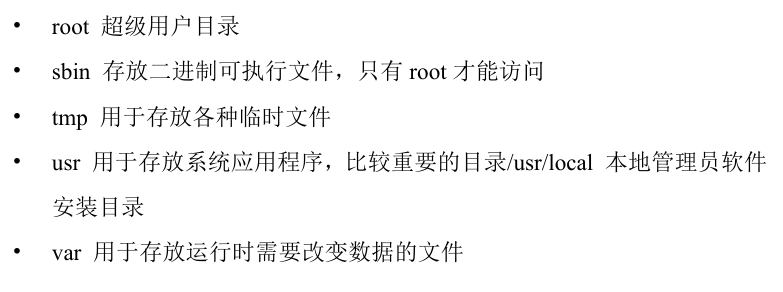 • root 超级用户目录
• sbin 存放二进制可执行文件，只有 root 才能访问
• tmp 用于存放各种临时文件
• usr 用于存放系统应用程序，比较重要的目录/usr/local 本地管理员软件
安装目录
• var 用于存放运行时需要改变数据的文件